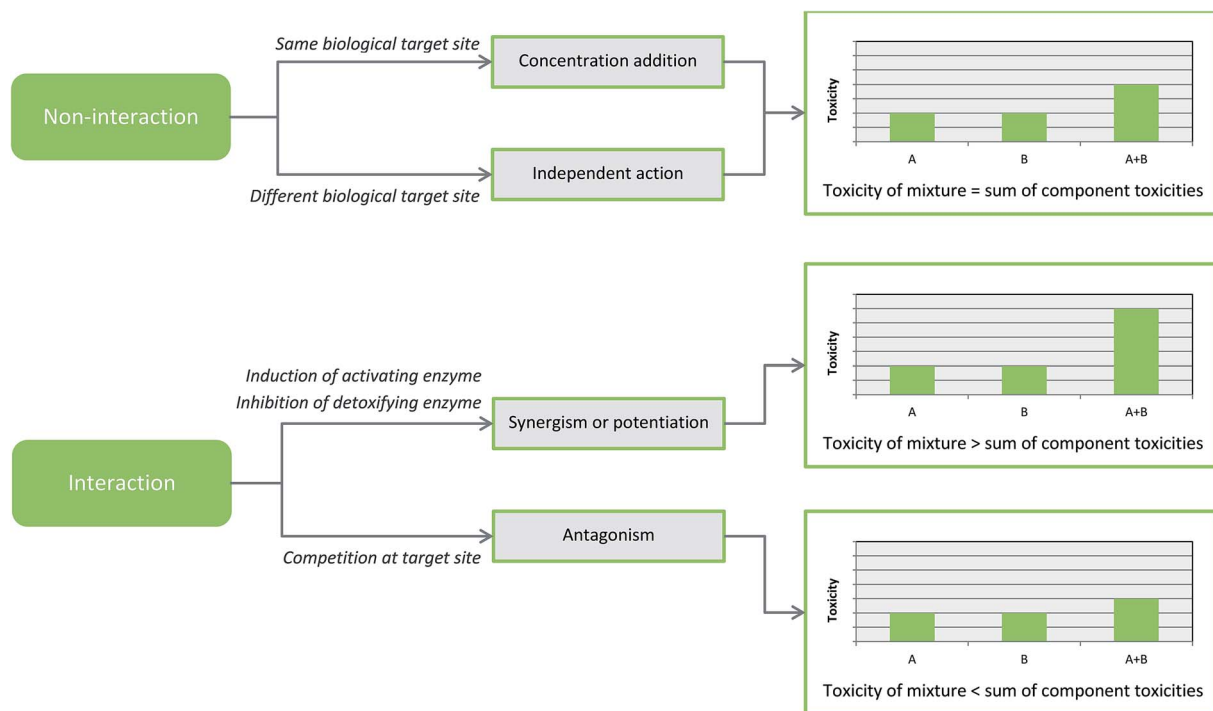 Same biological target site
Concentration addition
Non-interaction
Independent action
Different biological target site
Toxicity
A
B
A+B
Toxicity of mixture = sum of component toxicities
Induction of activating enzyme
Inhibition of detoxifying enzyme
Synergism or potentiation
Interaction
Antagonism
Competition at target site
Toxicity
A
B
A+B
Toxicity of mixture > sum of component toxicities
Toxicity
A
B
A+B
Toxicity of mixture < sum of component toxicities